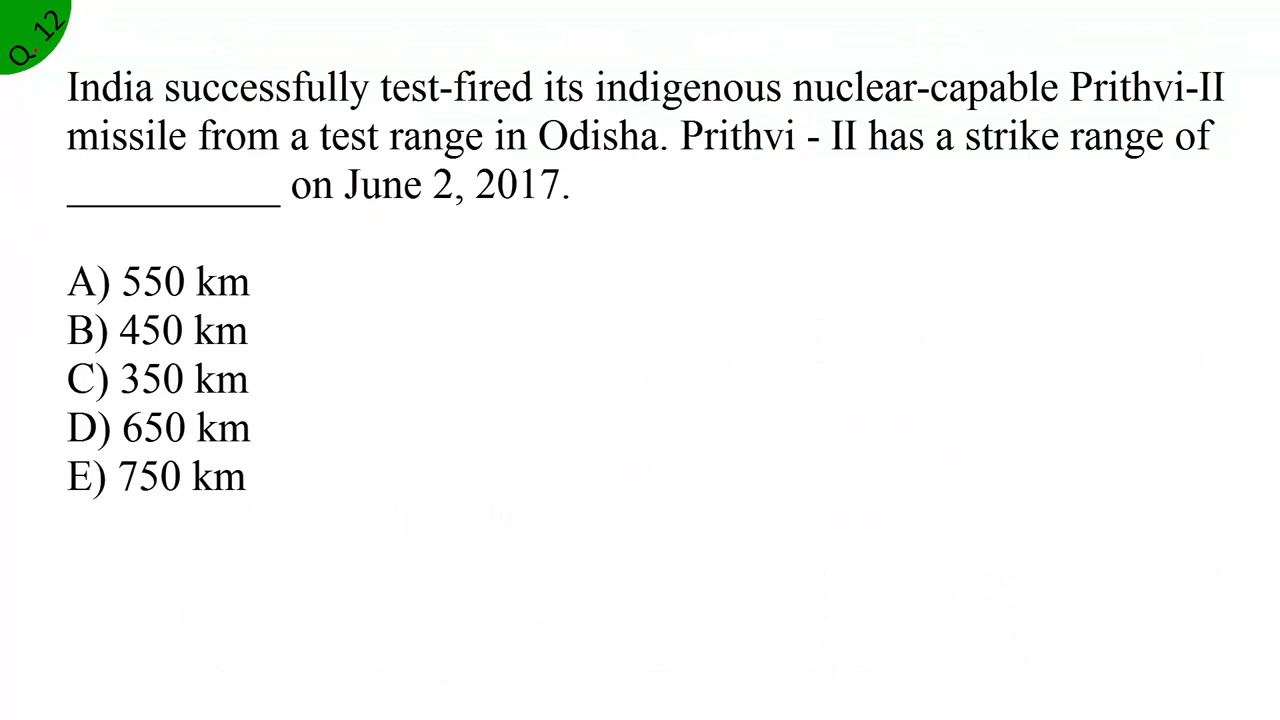 Q. 12
India successfully test-fired its indigenous nuclear-capable Prithvi-II
missile from a test range in Odisha. Prithvi - II has a strike range of
__________ on June 2, 2017.
A) 550 km
B) 450 km
C) 350 km
D) 650 km
E) 750 km